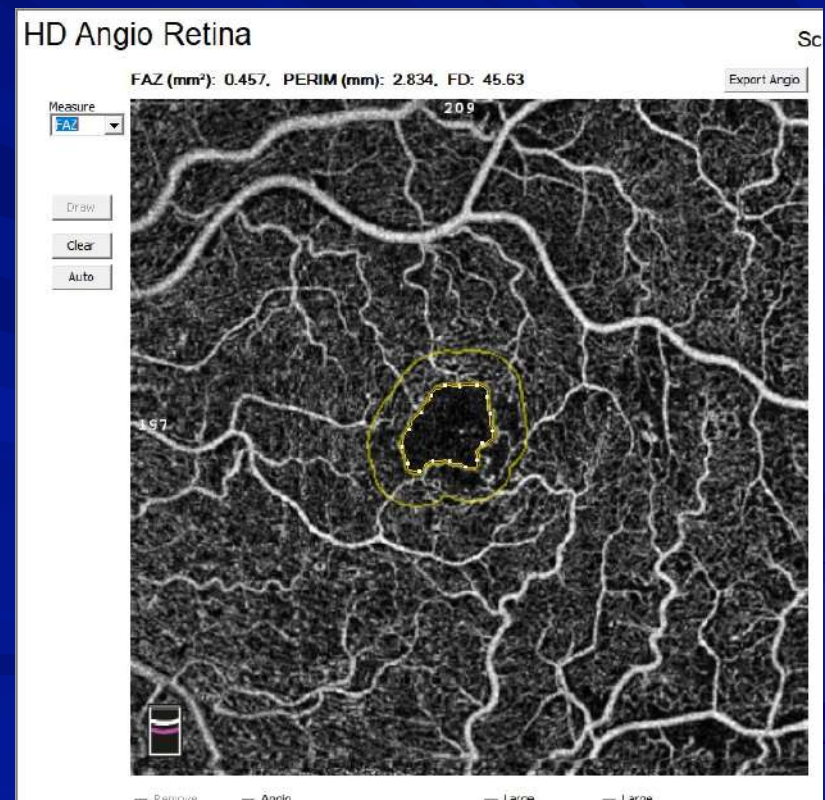 HD Angio Retina
Sc
FAZ (mm²): 0.457, PERIM (mm): 2.834, FD: 45.63
Export Angio
Measure
FAZ
Draw
Clear
Auto
209
197
Remove Angio Large Large